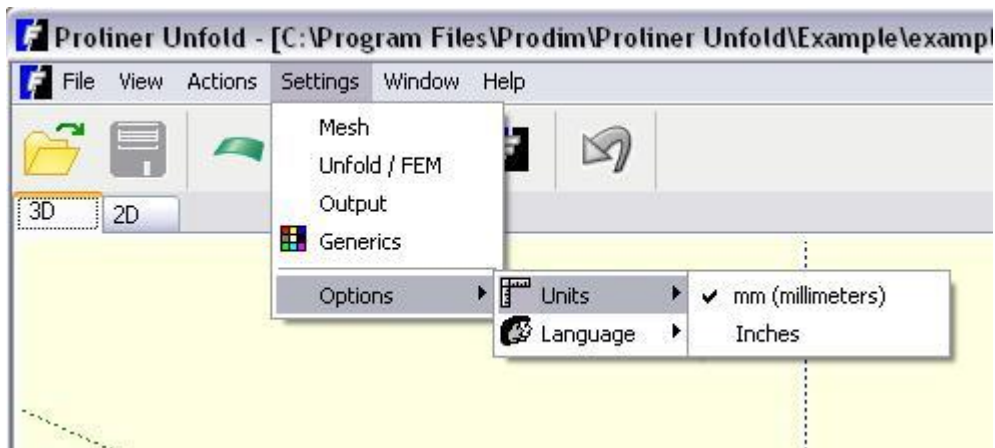 Proliner Unfold - [C:\Program Files\Prodim\Proliner Unfold\Example\exampl
File View Actions Settings Window Help
Mesh
Unfold / FEM
Output
3D 2D
Generics
Options
Units
mm (millimeters)
Language
Inches